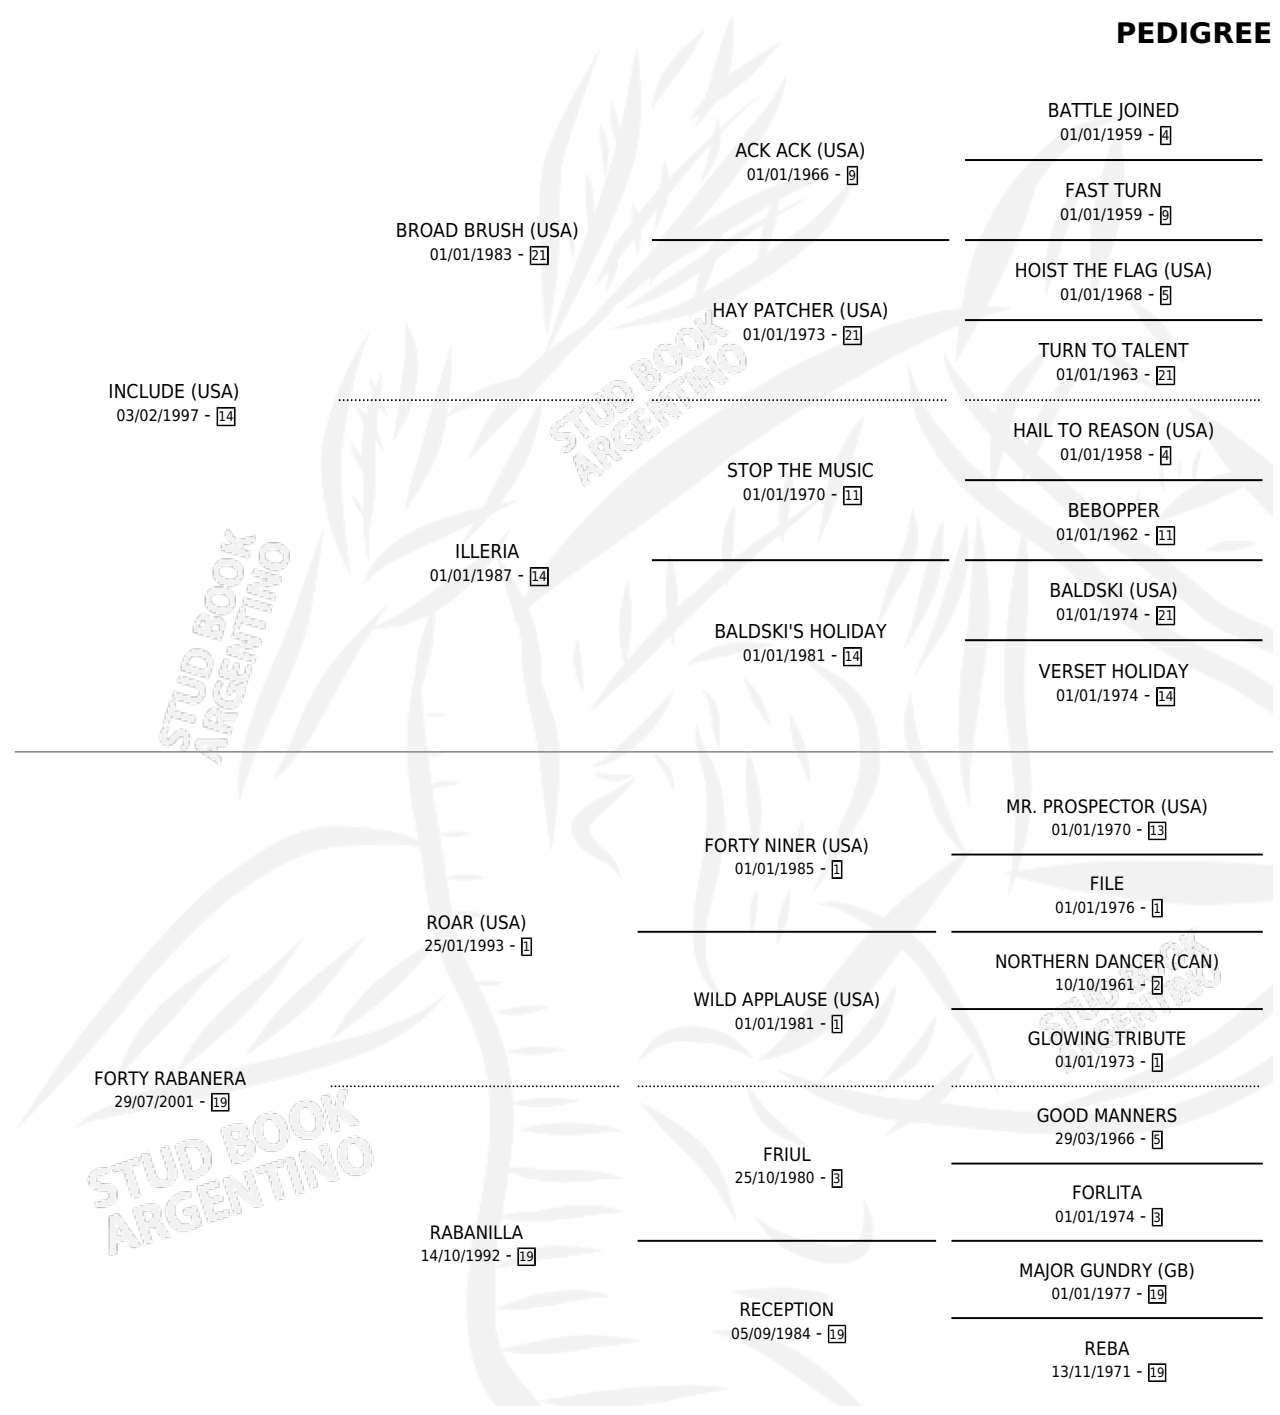 PEDIGREE
BATTLE JOINED
01/01/1959 - 4
ACK ACK (USA)
01/01/1966 - 9
FAST TURN
01/01/1959 - 9
BROAD BRUSH (USA)
01/01/1983 - 21
HOIST THE FLAG (USA)
01/01/1968 - 5
HAY PATCHER (USA)
01/01/1973 - 21
TURN TO TALENT
01/01/1963 - 21
INCLUDE (USA)
03/02/1997 - 14
STUD BOOK
ARGENTINO
HAIL TO REASON (USA)
01/01/1958 - 4
STOP THE MUSIC
01/01/1970 - 11
BEBOPPER
01/01/1962 - 11
ILLERIA
01/01/1987 - 14
BALDSKI (USA)
01/01/1974 - 21
BALDSKI'S HOLIDAY
01/01/1981 - 14
VERSET HOLIDAY
01/01/1974 - 14
STUD BOOK
ARGENTINO
MR. PROSPECTOR (USA)
01/01/1970 - 13
FORTY NINER (USA)
01/01/1985 - 1
FILE
01/01/1976 - 1
ROAR (USA)
25/01/1993 - 1
NORTHERN DANCER (CAN)
10/10/1961 - 2
WILD APPLAUSE (USA)
01/01/1981 - 1
STUD BOOK
ARGENTINO
GLOWING TRIBUTE
01/01/1973 - 1
FORTY RABANERA
29/07/2001 - 19
STUD BOOK
ARGENTINO
GOOD MANNERS
29/03/1966 - 5
FRIUL
25/10/1980 - 3
FORLITA
01/01/1974 - 3
RABANILLA
14/10/1992 - 19
MAJOR GUNDRY (GB)
01/01/1977 - 19
RECEPTION
05/09/1984 - 19
REBA
13/11/1971 - 19